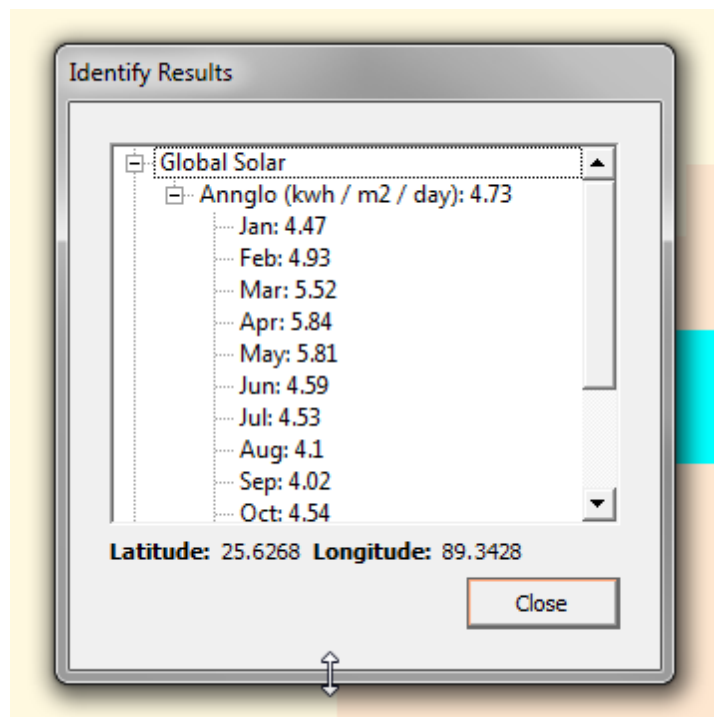 Identify Results
Global Solar
Annglo (kwh / m2 / day): 4.73
Jan: 4.47
Feb: 4.93
Mar: 5.52
Apr: 5.84
May: 5.81
Jun: 4.59
Jul: 4.53
Aug: 4.1
Sep: 4.02
Oct: 4.54
Latitude: 25.6268 Longitude: 89.3428
Close